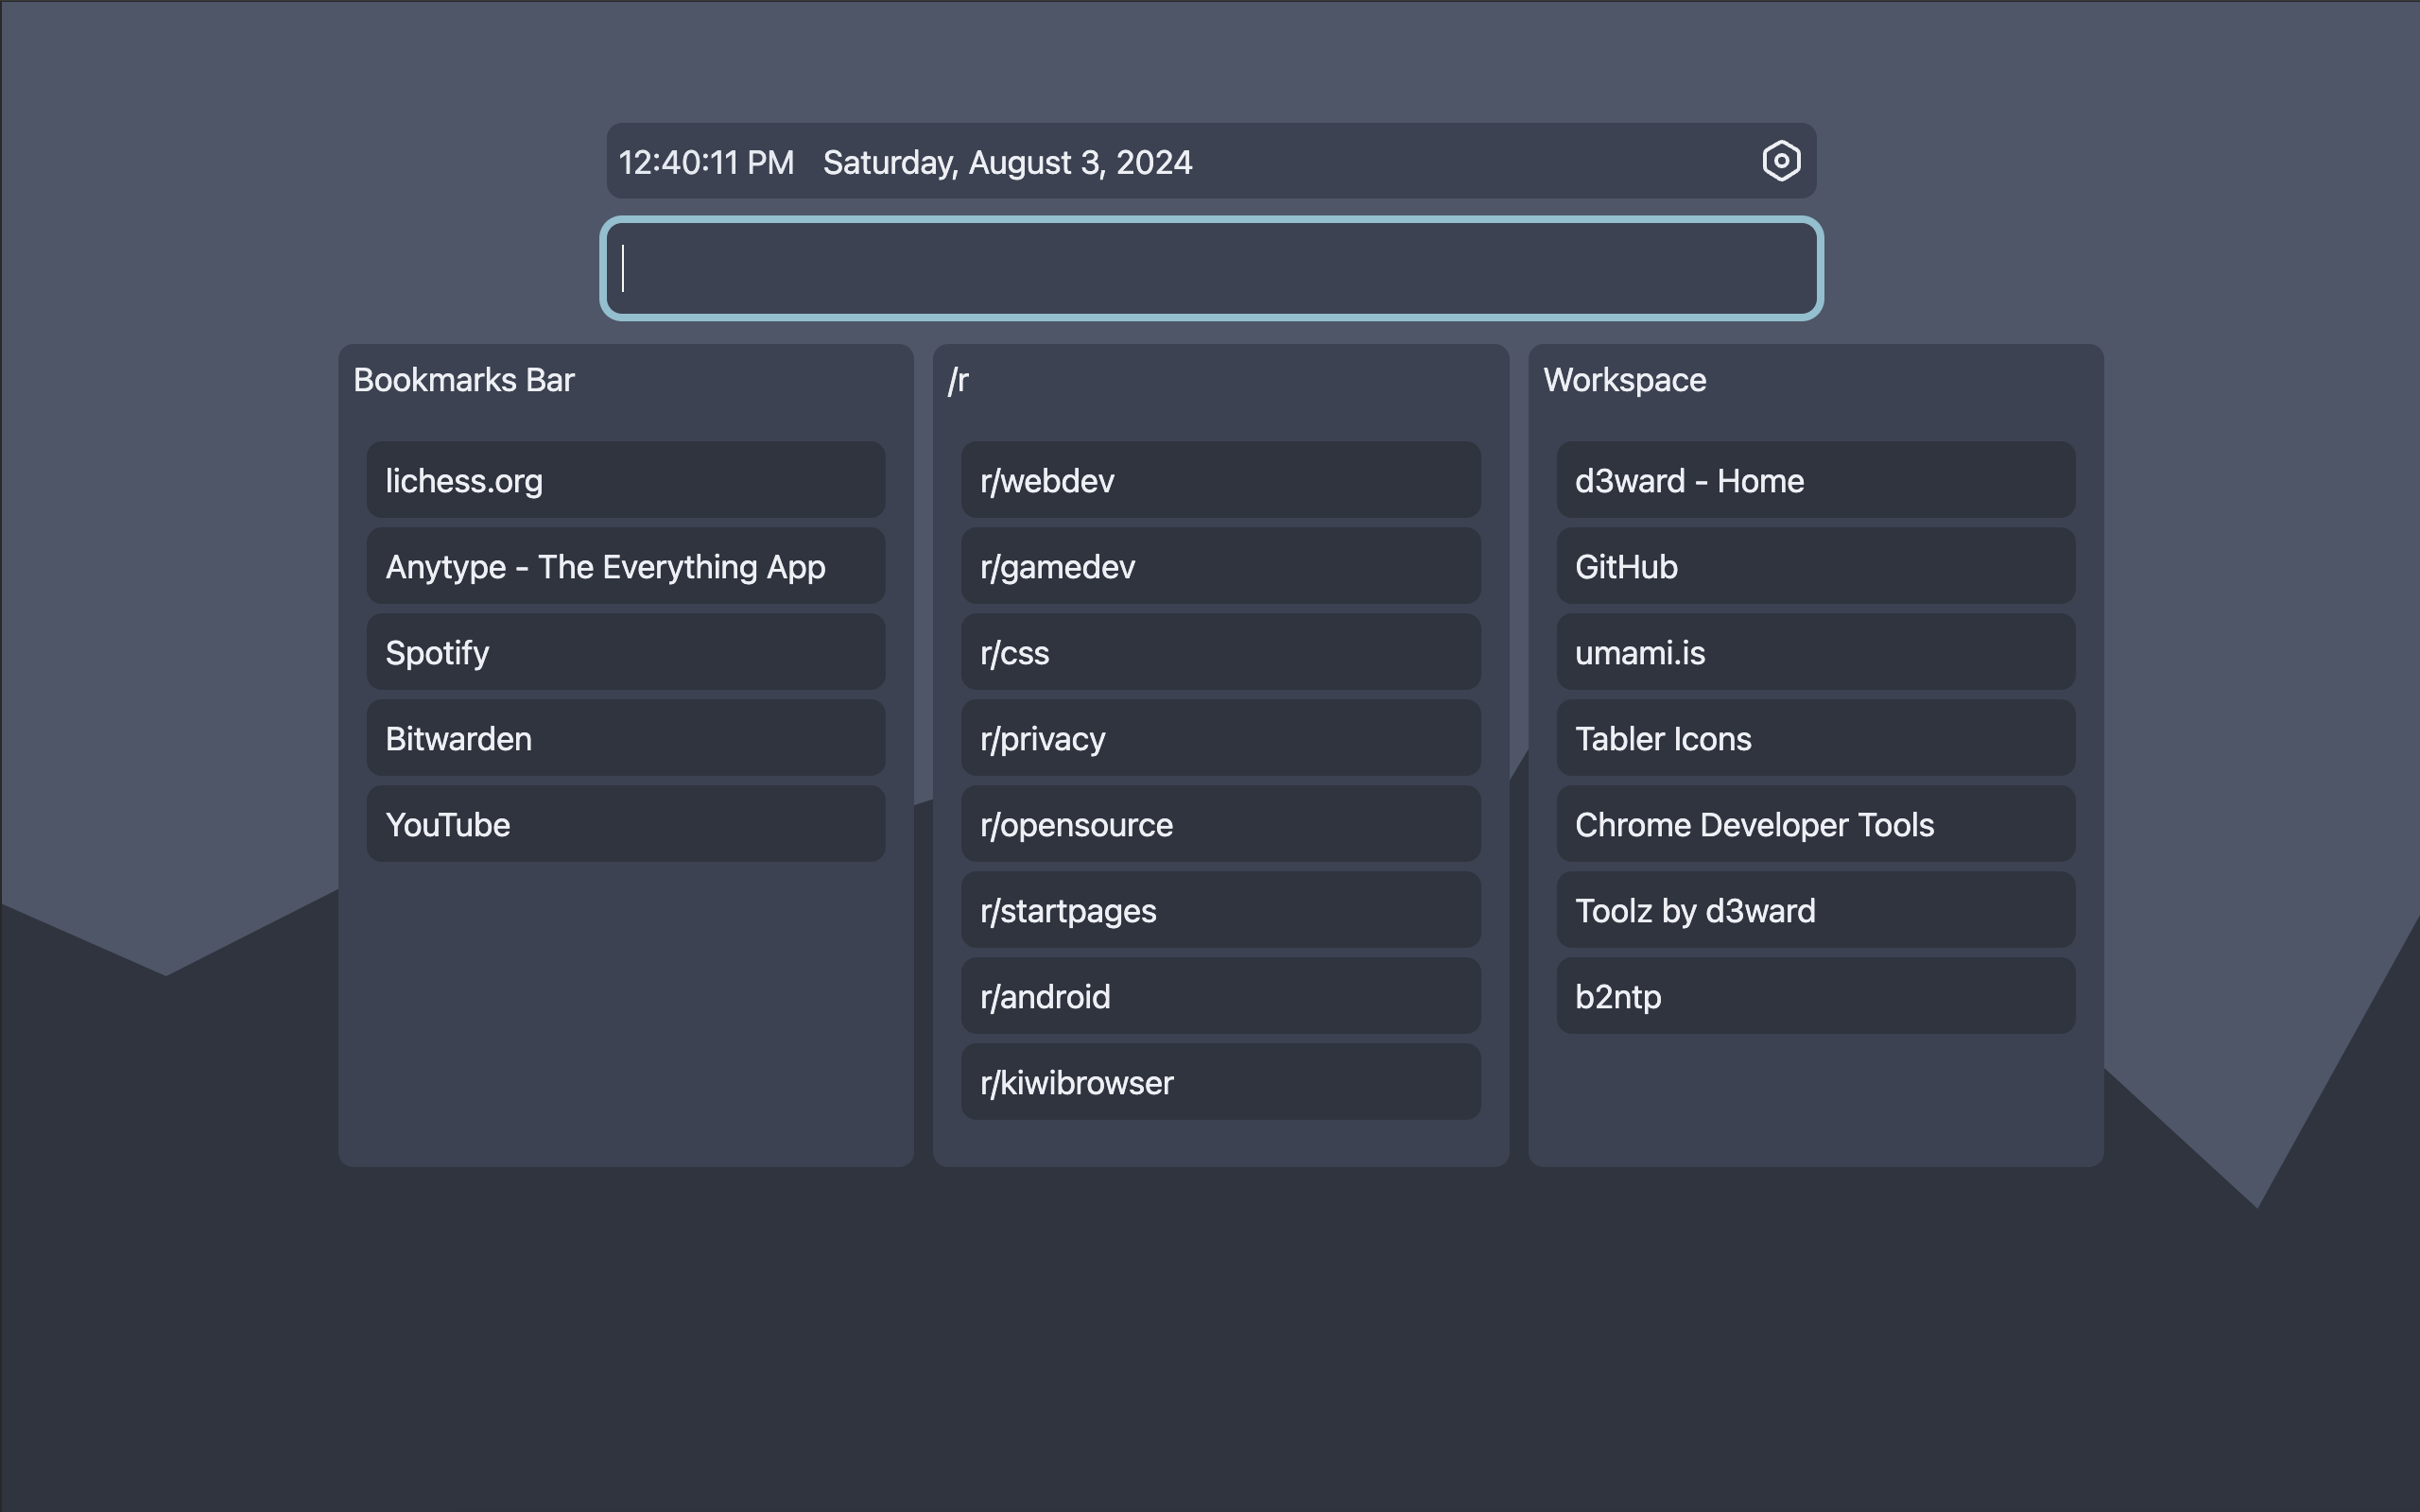 12:40:11 PM Saturday, August 3, 2024
Bookmarks Bar
lichess.org
Anytype - The Everything App
Spotify
Bitwarden
YouTube
/r
r/webdev
r/gamedev
r/css
r/privacy
r/opensource
r/startpages
r/android
r/kiwibrowser
Workspace
d3ward - Home
GitHub
umami.is
Tabler Icons
Chrome Developer Tools
Toolz by d3ward
b2ntp